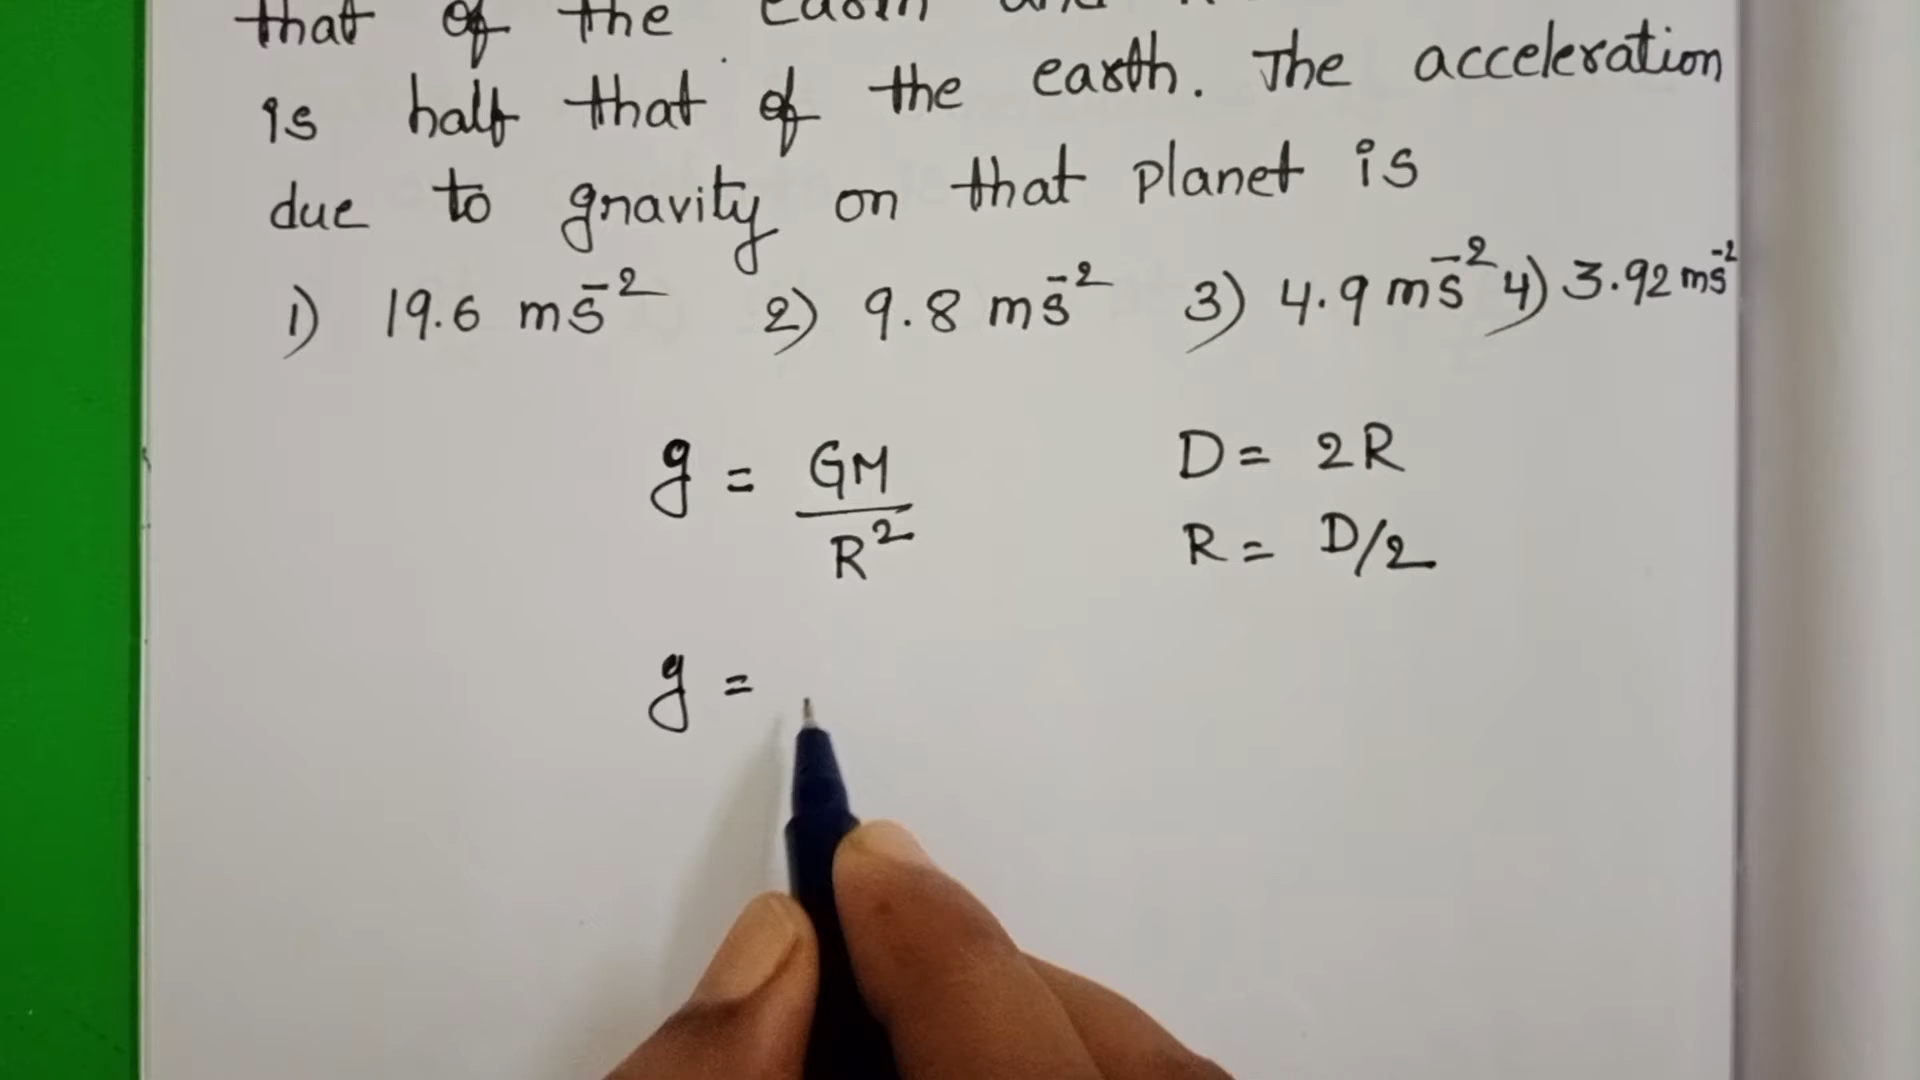 that of the Earth and
is half that of the earth. The acceleration
due to gravity on that planet is
1) 19.6 ms⁻² 2) 9.8 ms⁻² 3) 4.9 ms⁻² 4) 3.92 ms⁻²
g = GM/R²
D = 2R
R = D/2
g =